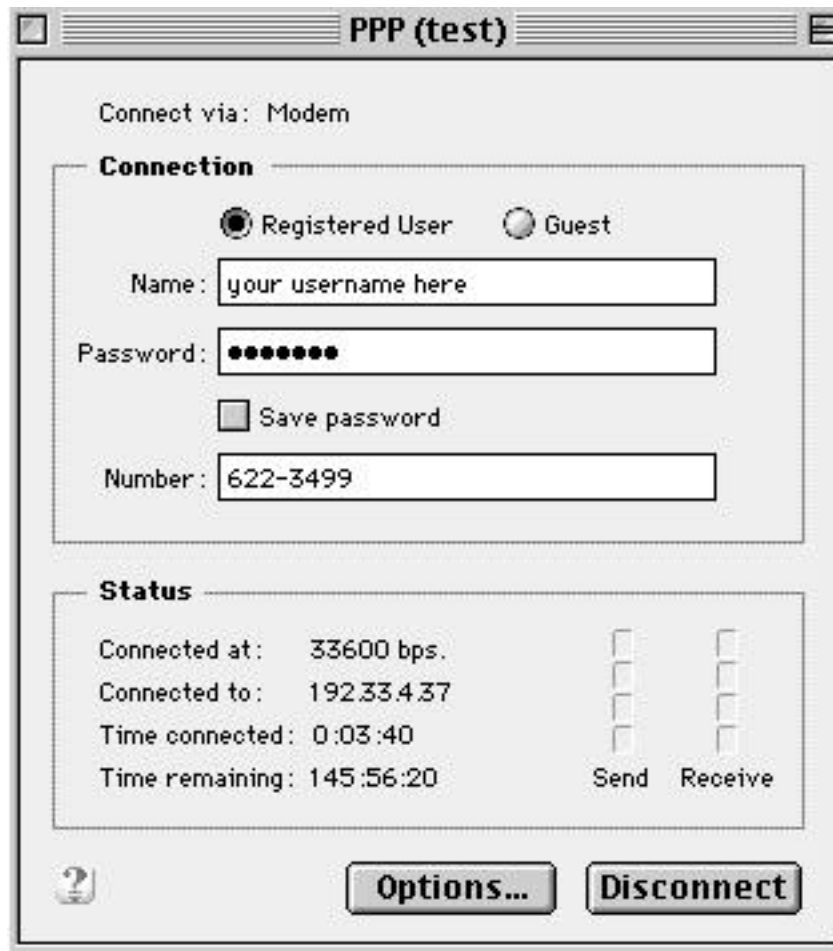 PPP (test)
Connect via: Modem
Connection
Registered User Guest
Name: your username here
Password: •••••••
Save password
Number: 622-3499
Status
Connected at: 33600 bps.
Connected to: 192.33.4.37
Time connected: 0:03:40
Time remaining: 145:56:20
Send Receive
? Options... Disconnect